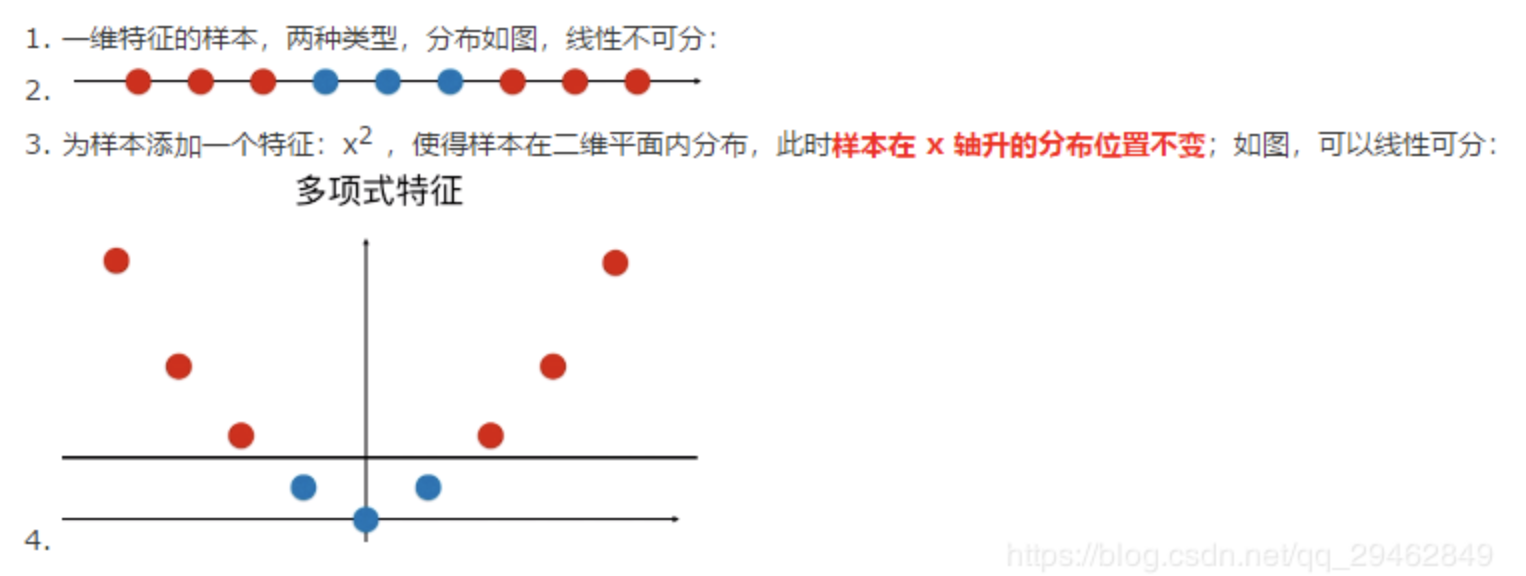 1. 一维特征的样本，两种类型，分布如图，线性不可分：
2.
3. 为样本添加一个特征：x² ，使得样本在二维平面内分布，此时样本在 x 轴升的分布位置不变；如图，可以线性可分：
多项式特征
4.
https://blog.csdn.net/qq_29462849